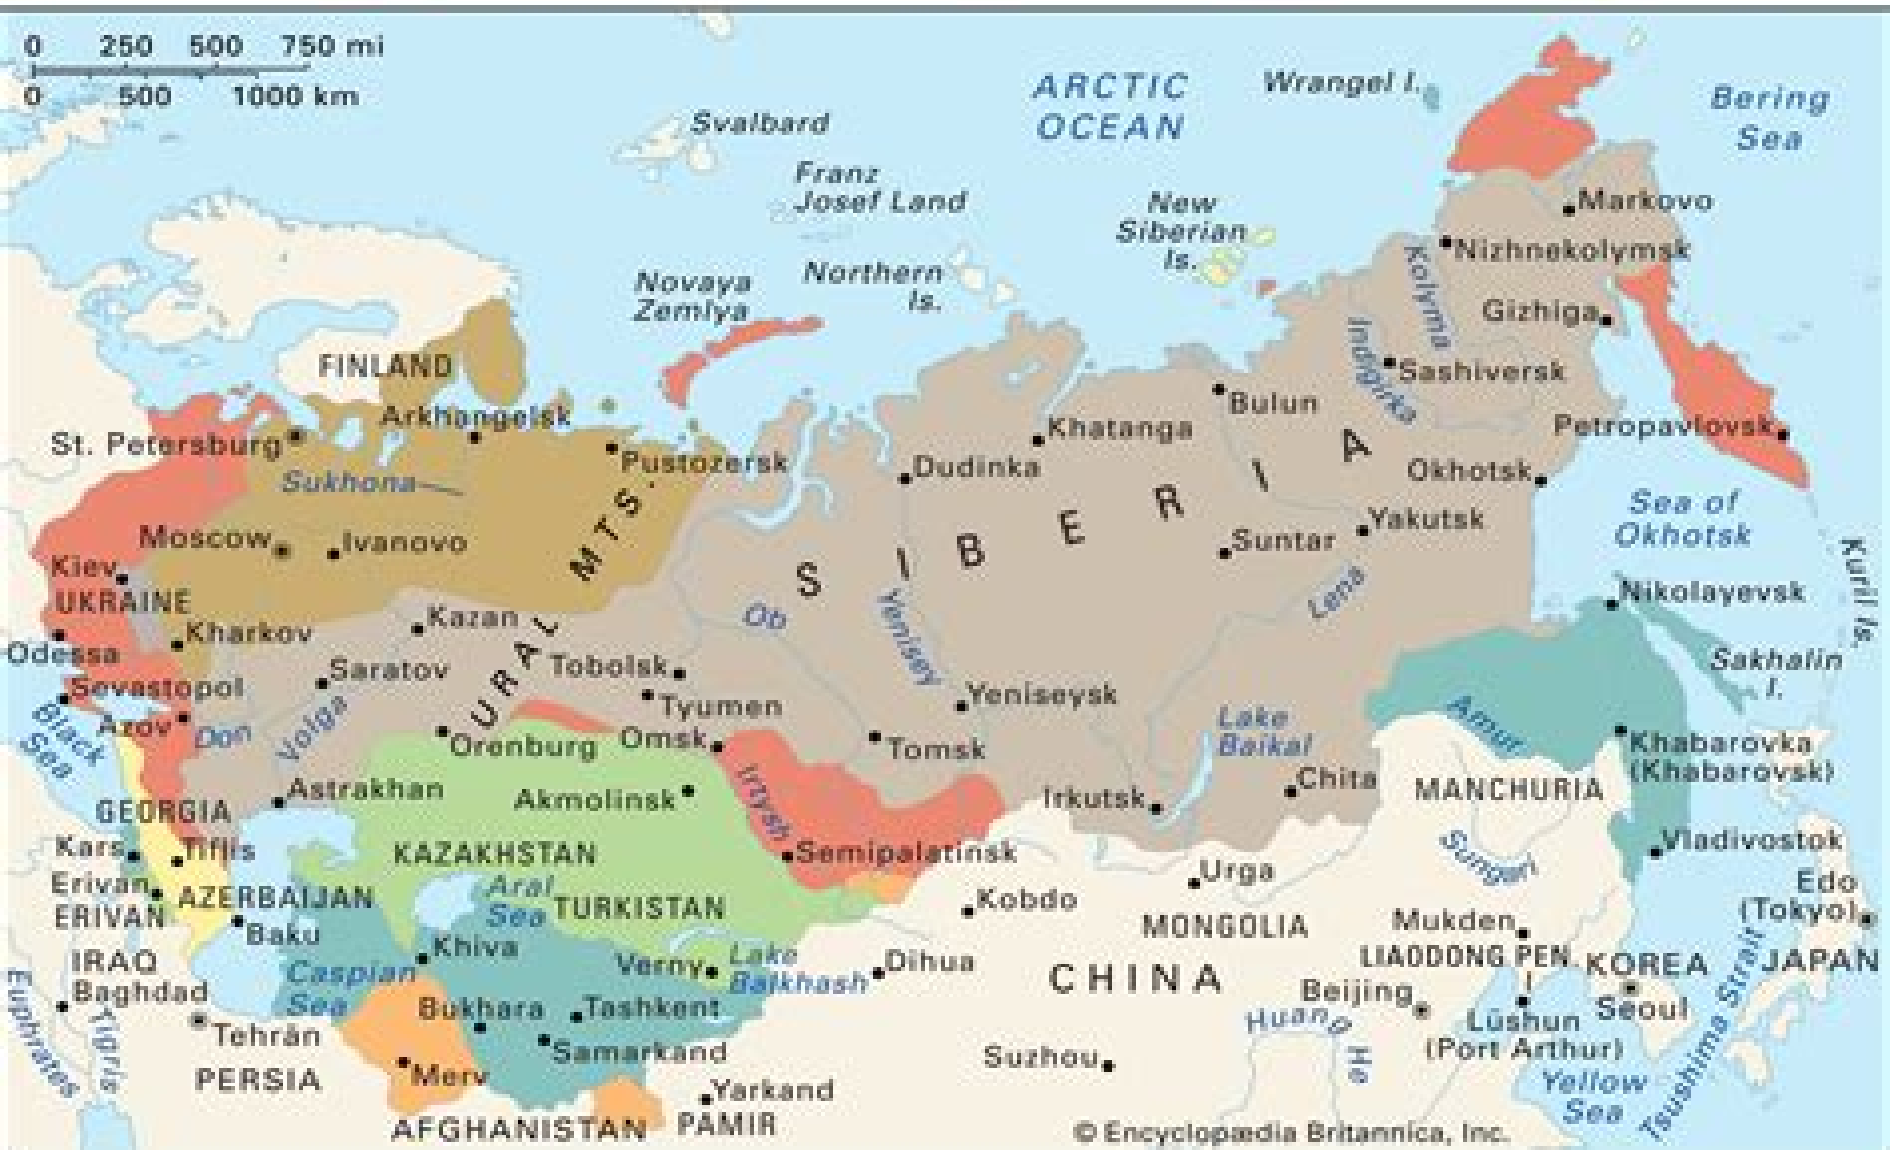 0 250 500 750 mi
0 500 1000 km
ARCTIC
OCEAN
Wrangel I.
Bering
Sea
Svalbard
Franz
Josef Land
New
Siberian
Is.
Markovo
Nizhnekolymsk
Kolyma
Novaya
Zemlya
Northern
Is.
Gizhiga
Indigirka
Sashiversk
FINLAND
Arkhangelsk
St. Petersburg
Pustozersk
Sukhona
Bulun
Khatanga
Dudinka
Petropavlovsk
Okhotsk
Sea of
Okhotsk
Yakutsk
Suntar
SIBERIA
Moscow
Ivanovo
URAL MTS.
Kiev
UKRAINE
Kharkov
Kazan
Ob
Yenisey
Lena
Nikolayevsk
Kuril Is.
Odessa
Saratov
Tobolsk
Sakhalin
I.
Sevastopol
Azov
Don
Volga
Tyumen
Yeniseysk
Black
Sea
Orenburg
Omsk
Tomsk
Lake
Baikal
Amur
Khabarovka
(Khabarovsk)
Astrakhan
Akmolinsk
Irtysh
Irkutsk
Chita
MANCHURIA
GEORGIA
Kars
Tiflis
KAZAKHSTAN
Semipalatinsk
Urga
Sungari
Vladivostok
Erivan
ERIVAN
AZERBAIJAN
Aral
Sea
TURKISTAN
Kobdo
MONGOLIA
Mukden
Edo
(Tokyo)
Baku
Khiva
IRAQ
Baghdad
Caspian
Sea
Verny
Lake
Balkhash
Dihua
CHINA
LIAODONG PEN.
KOREA
JAPAN
Euphrates
Tigris
Tehrān
Bukhara
Tashkent
Beijing
Seoul
Huang He
Lüshun
(Port Arthur)
Samarkand
Suzhou
Tsushima Strait
PERSIA
Merv
Yarkand
Yellow
Sea
AFGHANISTAN
PAMIR
© Encyclopædia Britannica, Inc.